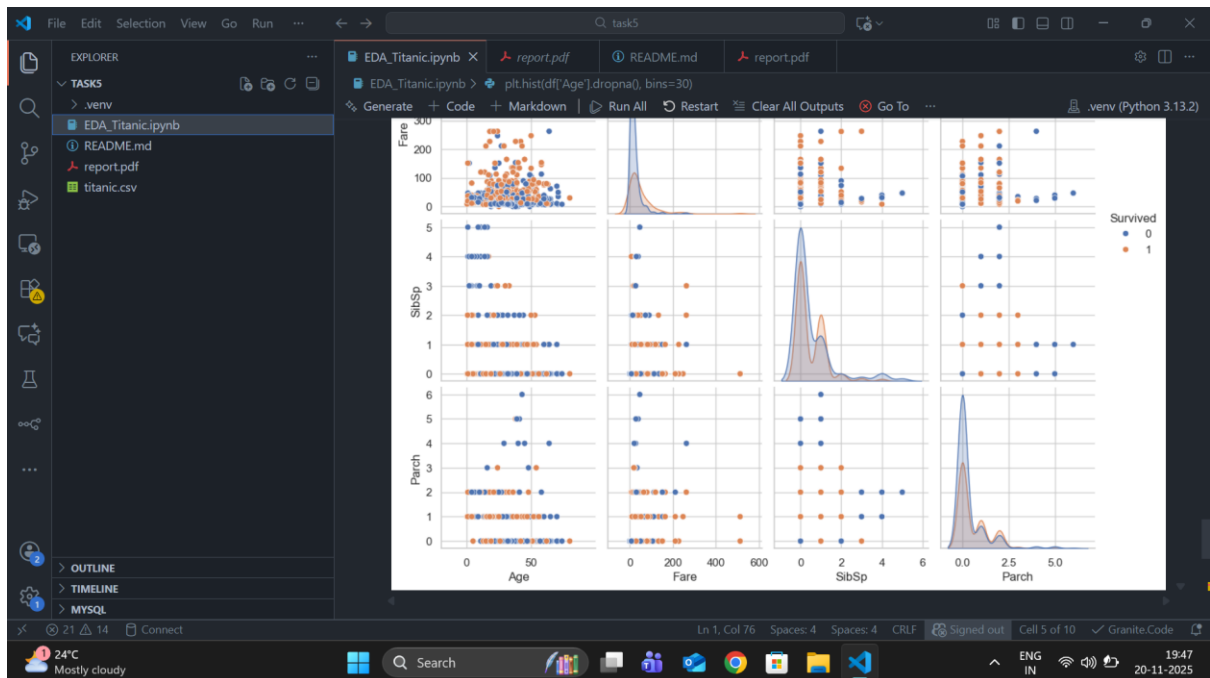 File Edit Selection View Go Run ··· task5
EXPLORER ···
TASK5
.venv
EDA_Titanic.ipynb
README.md
report.pdf
titanic.csv
OUTLINE
TIMELINE
MYSQL
EDA_Titanic.ipynb report.pdf README.md report.pdf
EDA_Titanic.ipynb > plt.hist(df['Age'].dropna(), bins=30)
Generate + Code + Markdown | Run All Restart Clear All Outputs Go To ··· .venv (Python 3.13.2)
Fare
300
200
100
0
Survived
0
1
SibSp
5
4
3
2
1
0
Parch
6
5
4
3
2
1
0
0 50 0 200 400 600 0 2 4 6 0.0 2.5 5.0
Age Fare SibSp Parch
2
1
21 14 Connect Ln 1, Col 76 Spaces: 4 Spaces: 4 CRLF Signed out Cell 5 of 10 Granite.Code
1
24°C
Mostly cloudy
Search
ENG
IN
19:47
20-11-2025